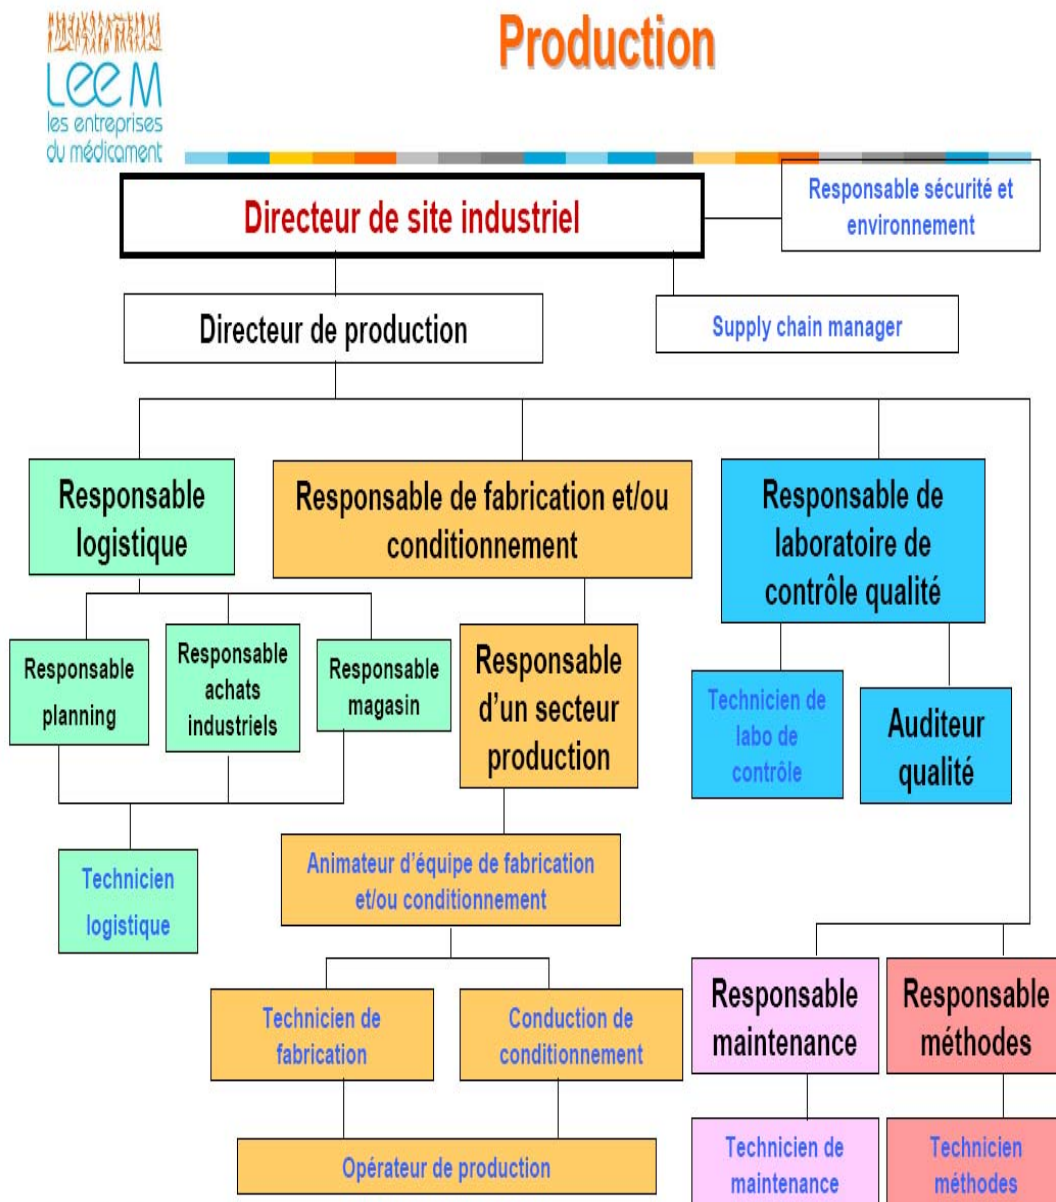 Production
LEEM
les entreprises
du médicament
Directeur de site industriel
Responsable sécurité et
environnement
Directeur de production
Supply chain manager
Responsable
logistique
Responsable de fabrication et/ou
conditionnement
Responsable de
laboratoire de
contrôle qualité
Responsable
planning
Responsable
achats
industriels
Responsable
magasin
Responsable
d'un secteur
production
Technicien de
labo de
contrôle
Auditeur
qualité
Technicien
logistique
Animateur d'équipe de fabrication
et/ou conditionnement
Technicien de
fabrication
Conduction de
conditionnement
Responsable
maintenance
Responsable
méthodes
Opérateur de production
Technicien de
maintenance
Technicien
méthodes